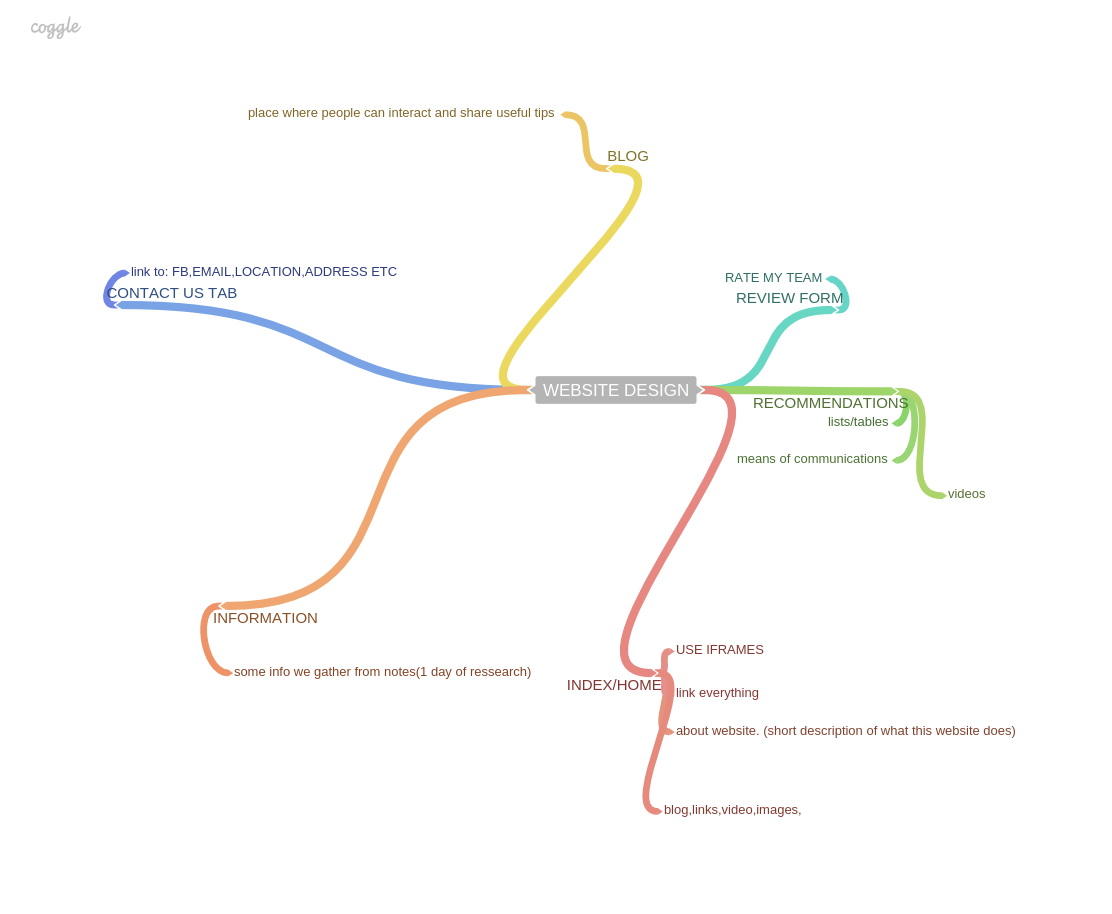 coggle
place where people can interact and share useful tips
BLOG
link to: FB,EMAIL,LOCATION,ADDRESS ETC
CONTACT US TAB
RATE MY TEAM
REVIEW FORM
WEBSITE DESIGN
RECOMMENDATIONS
lists/tables
means of communications
videos
INFORMATION
some info we gather from notes(1 day of ressearch)
USE IFRAMES
INDEX/HOME
link everything
about website. (short description of what this website does)
blog,links,video,images,